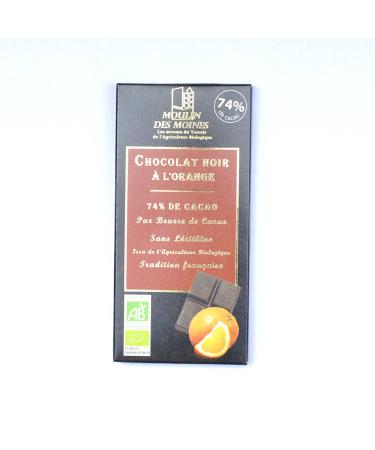 MOULIN
DES MOINES
Les saveurs du Terroir
de l'Agriculture Biologique
74%
de cacao
CHOCOLAT NOIR
À L'ORANGE
74% DE CACAO
Pur Beurre de Cacao
Sans Lécithine
Issu de l'Agriculture Biologique
Tradition française
AB